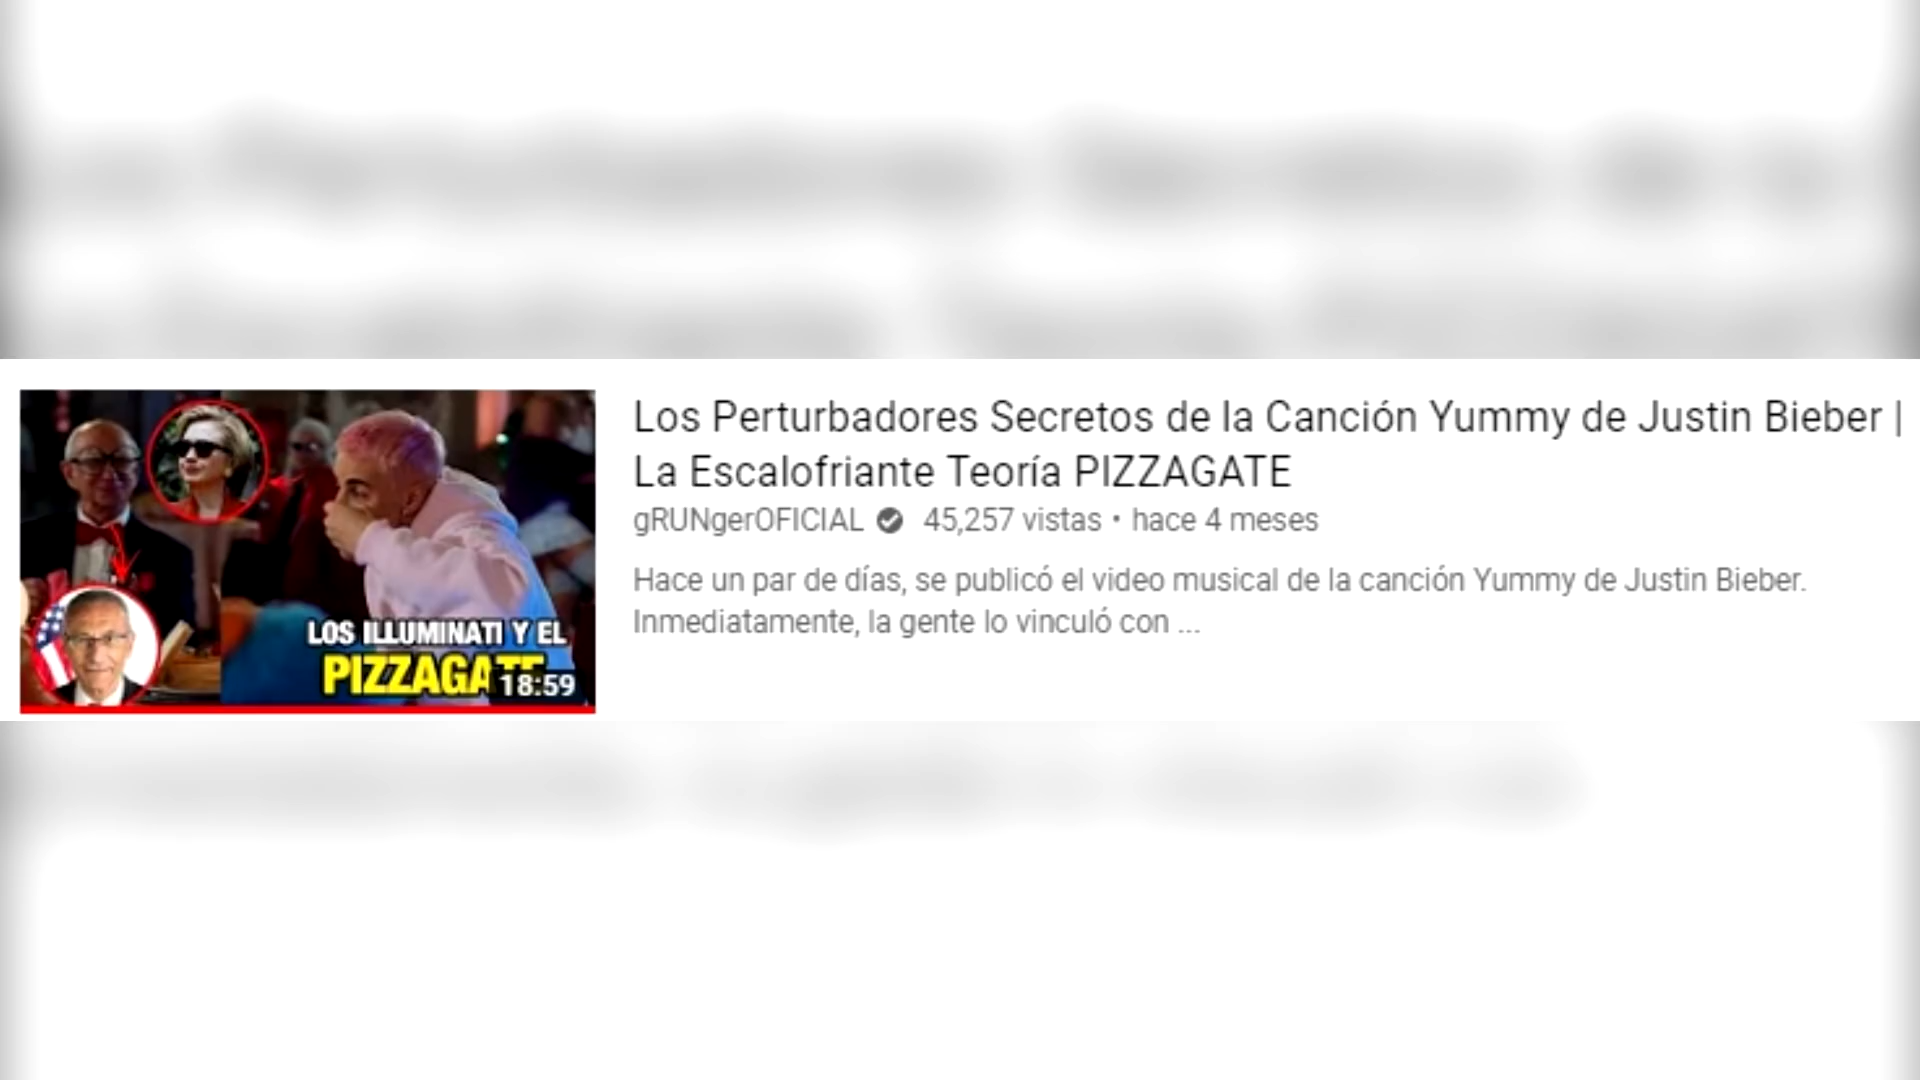 Los Perturbadores Secretos de la Canción Yummy de Justin Bieber |
La Escalofriante Teoría PIZZAGATE
gRUNgerOFICIAL 45,257 vistas • hace 4 meses
Hace un par de días, se publicó el video musical de la canción Yummy de Justin Bieber.
Inmediatamente, la gente lo vinculó con ...
LOS ILLUMINATI Y EL
PIZZAGATE
18:59